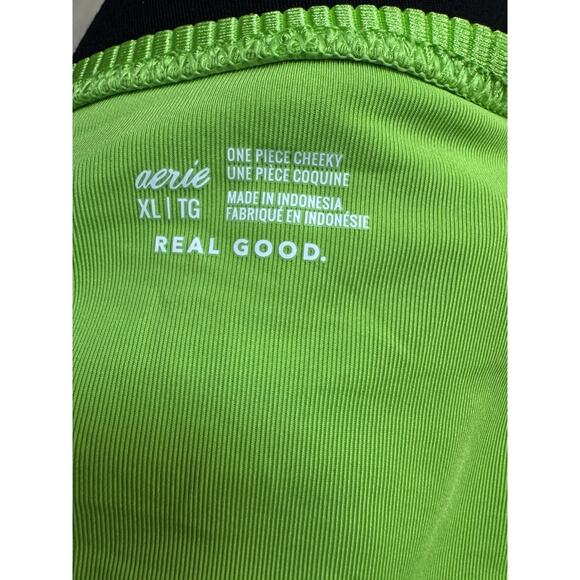 aerie
XL | TG
ONE PIECE CHEEKY
UNE PIÈCE COQUINE
MADE IN INDONESIA
FABRIQUÉ EN INDONÉSIE
REAL GOOD.